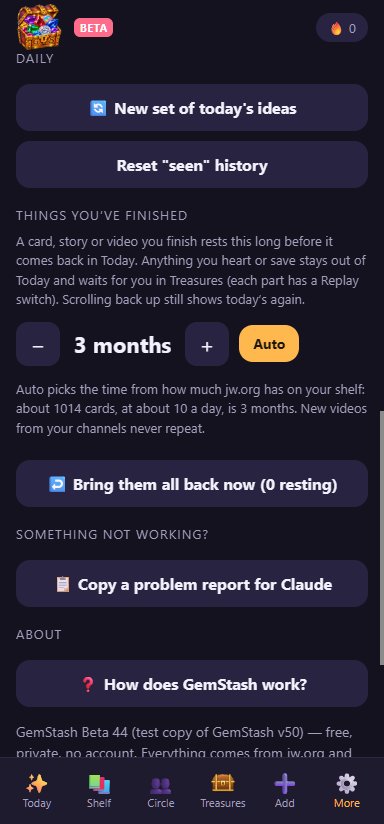 BETA
0
DAILY
New set of today's ideas
Reset "seen" history
THINGS YOU'VE FINISHED
A card, story or video you finish rests this long before it
comes back in Today. Anything you heart or save stays out of
Today and waits for you in Treasures (each part has a Replay
switch). Scrolling back up still shows today's again.
− 3 months + Auto
Auto picks the time from how much jw.org has on your shelf:
about 1014 cards, at about 10 a day, is 3 months. New videos
from your channels never repeat.
Bring them all back now (0 resting)
SOMETHING NOT WORKING?
Copy a problem report for Claude
ABOUT
How does GemStash work?
GemStash Beta 44 (test copy of GemStash v50) — free,
private, no account. Everything comes from jw.org and
Today Shelf Circle Treasures Add More